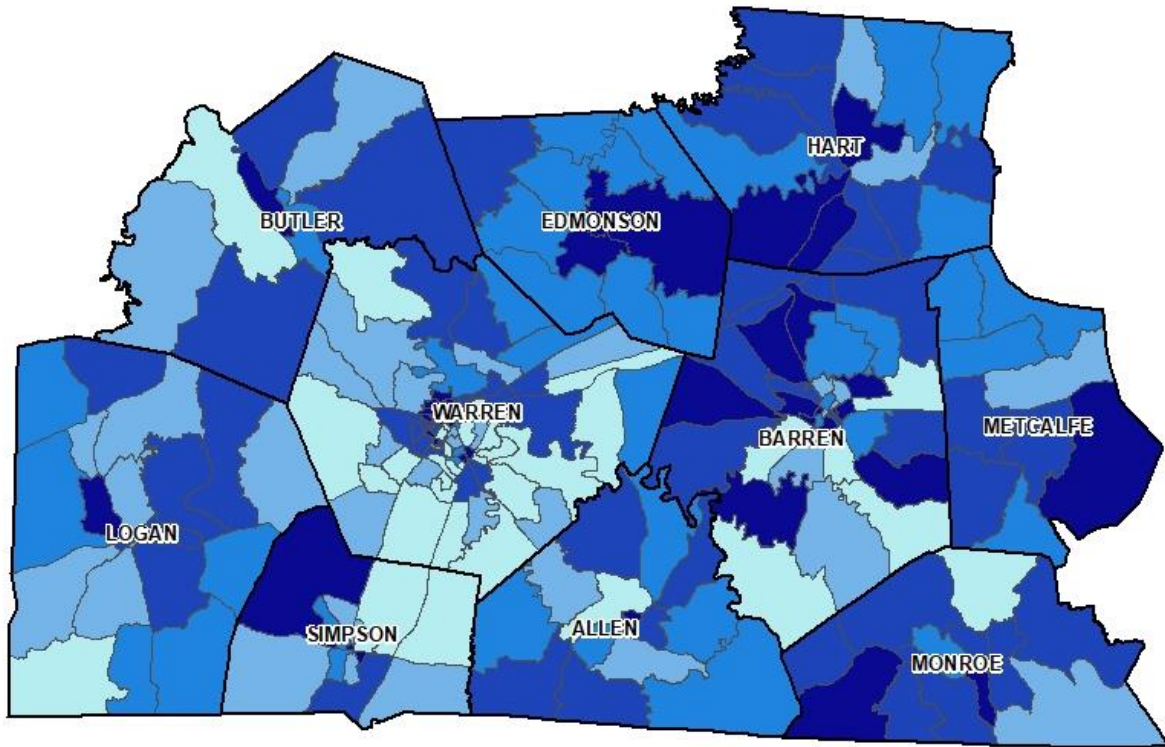 HART
BUTLER
EDMONSON
WARREN
BARREN
METCALFE
LOGAN
SIMPSON
ALLEN
MONROE